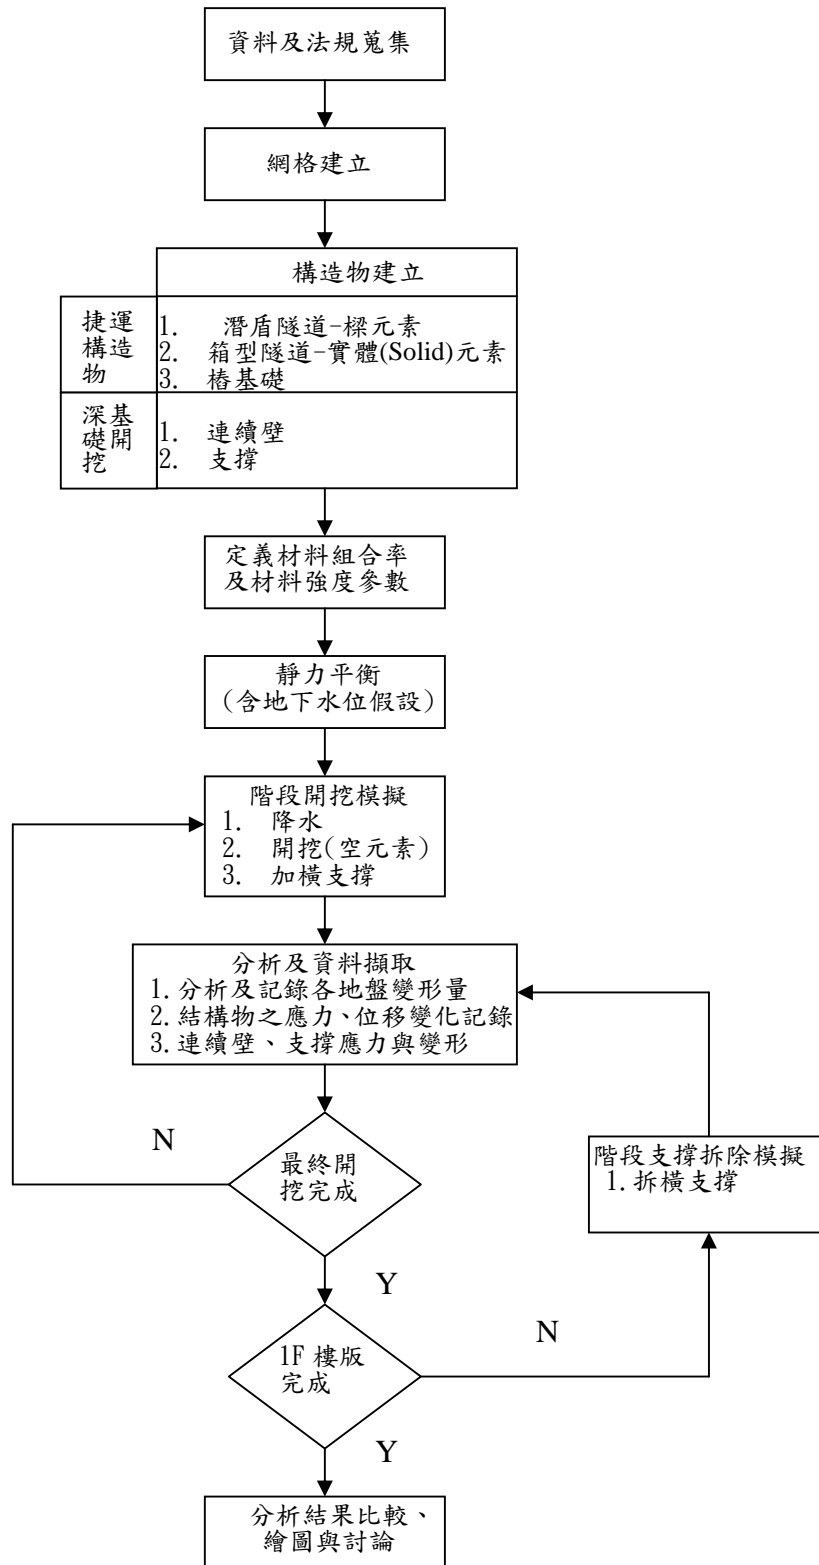 資料及法規蒐集
網格建立
構造物建立
捷運
構造
物
1. 潛盾隧道-樑元素
2. 箱型隧道-實體(Solid)元素
3. 樁基礎
深基
礎開
挖
1. 連續壁
2. 支撐
定義材料組合率
及材料強度參數
靜力平衡
(含地下水位假設)
階段開挖模擬
1. 降水
2. 開挖(空元素)
3. 加橫支撐
分析及資料擷取
1.分析及記錄各地盤變形量
2.結構物之應力、位移變化記錄
3.連續壁、支撐應力與變形
N
最終開
挖完成
階段支撐拆除模擬
1.拆橫支撐
Y
N
1F 樓版
完成
Y
分析結果比較、
繪圖與討論